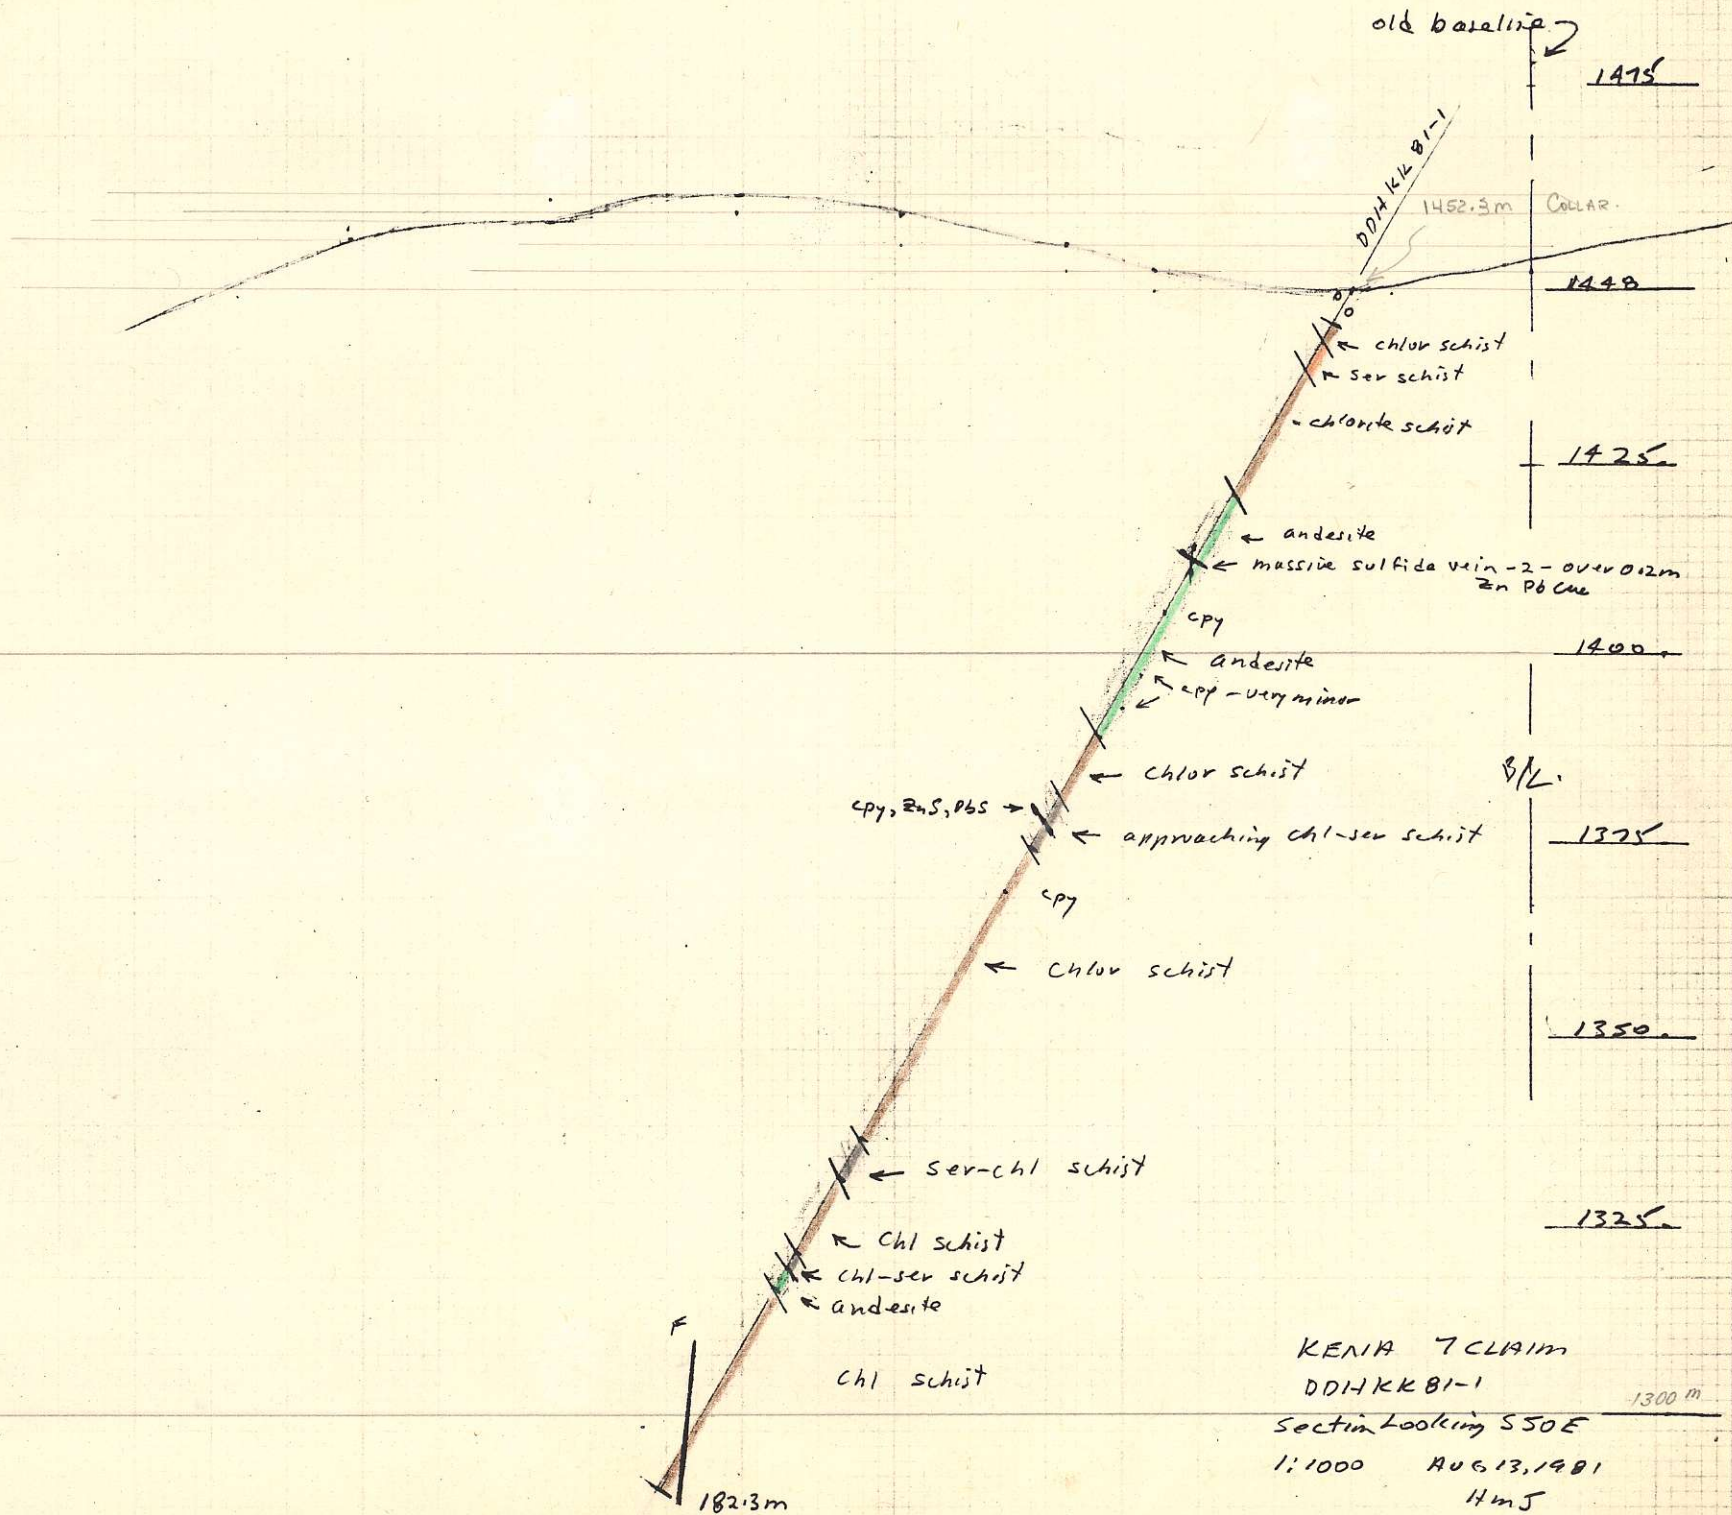 old baseline
1475
DDH KK 81-1
1452.3m COLLAR.
1448
chlor schist
ser schist
- chlorite schist
1425.
andesite
massive sulfide vein -2- over 0.2m
Zn Pb Cu
cpy
1400.
andesite
cpy - very minor
Chlor schist
B/L.
cpy, ZnS, PbS
approaching chl-ser schist
1375
cpy
Chlor schist
1350.
ser-chl schist
1325.
Chl schist
chl-ser schist
andesite
F
Chl schist
KENA 7 CLAIM
DDH KK 81-1
1300 m
Section Looking S50E
1:1000 AUG 13, 1981
HmJ
182.3m